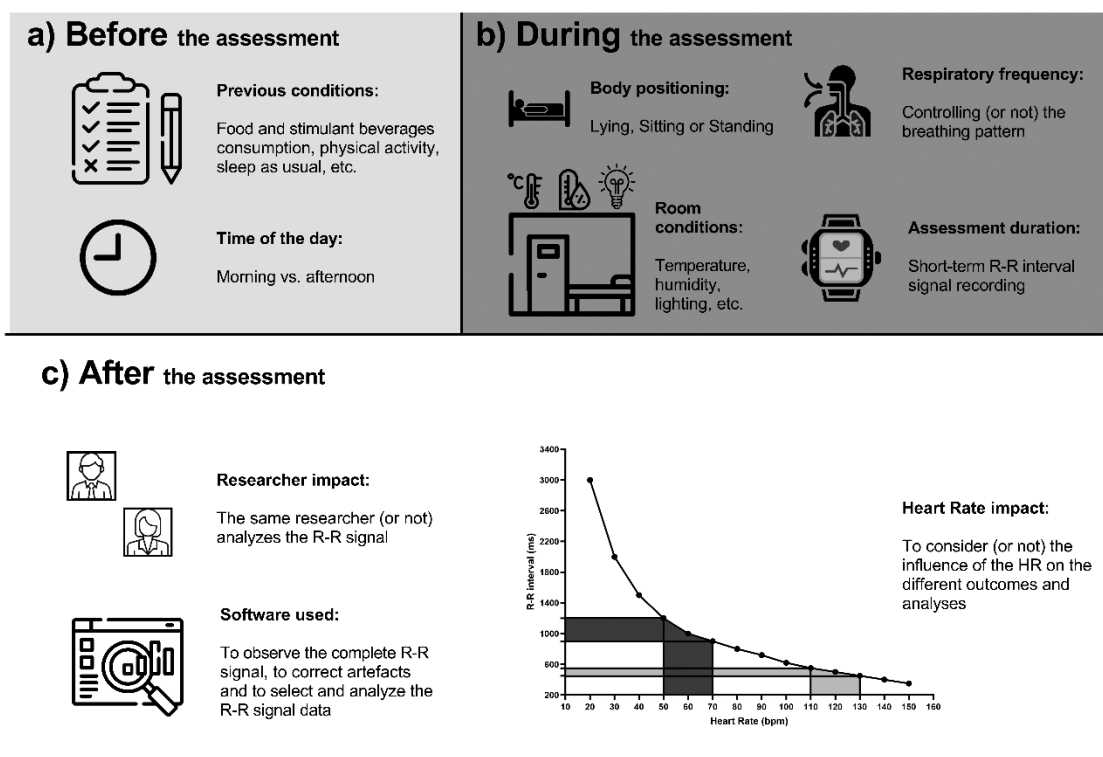 a) Before the assessment
Previous conditions:
Food and stimulant beverages
consumption, physical activity,
sleep as usual, etc.
Time of the day:
Morning vs. afternoon
b) During the assessment
Body positioning:
Lying, Sitting or Standing
Respiratory frequency:
Controlling (or not) the
breathing pattern
°C
%
Room
conditions:
Temperature,
humidity,
lighting, etc.
Assessment duration:
Short-term R-R interval
signal recording
c) After the assessment
Researcher impact:
The same researcher (or not)
analyzes the R-R signal
Software used:
To observe the complete R-R
signal, to correct artefacts
and to select and analyze the
R-R signal data
R-R interval (ms)
3400
3000
2600
2200
1800
1400
1000
600
200
10 20 30 40 50 60 70 80 90 100 110 120 130 140 150 160
Heart Rate (bpm)
Heart Rate impact:
To consider (or not) the
influence of the HR on the
different outcomes and
analyses